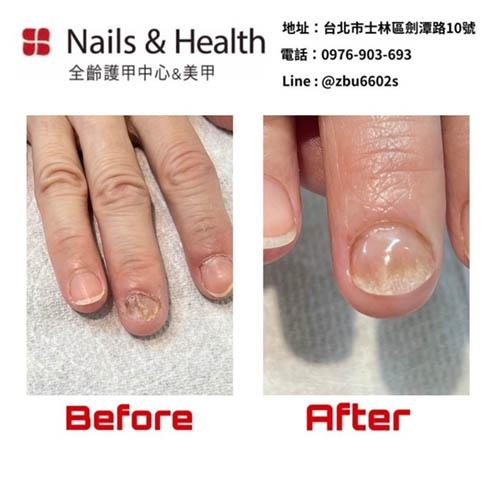 Nails & Health
全齡護甲中心&美甲
地址：台北市士林區劍潭路10號
電話：0976-903-693
Line : @zbu6602s
Before
After